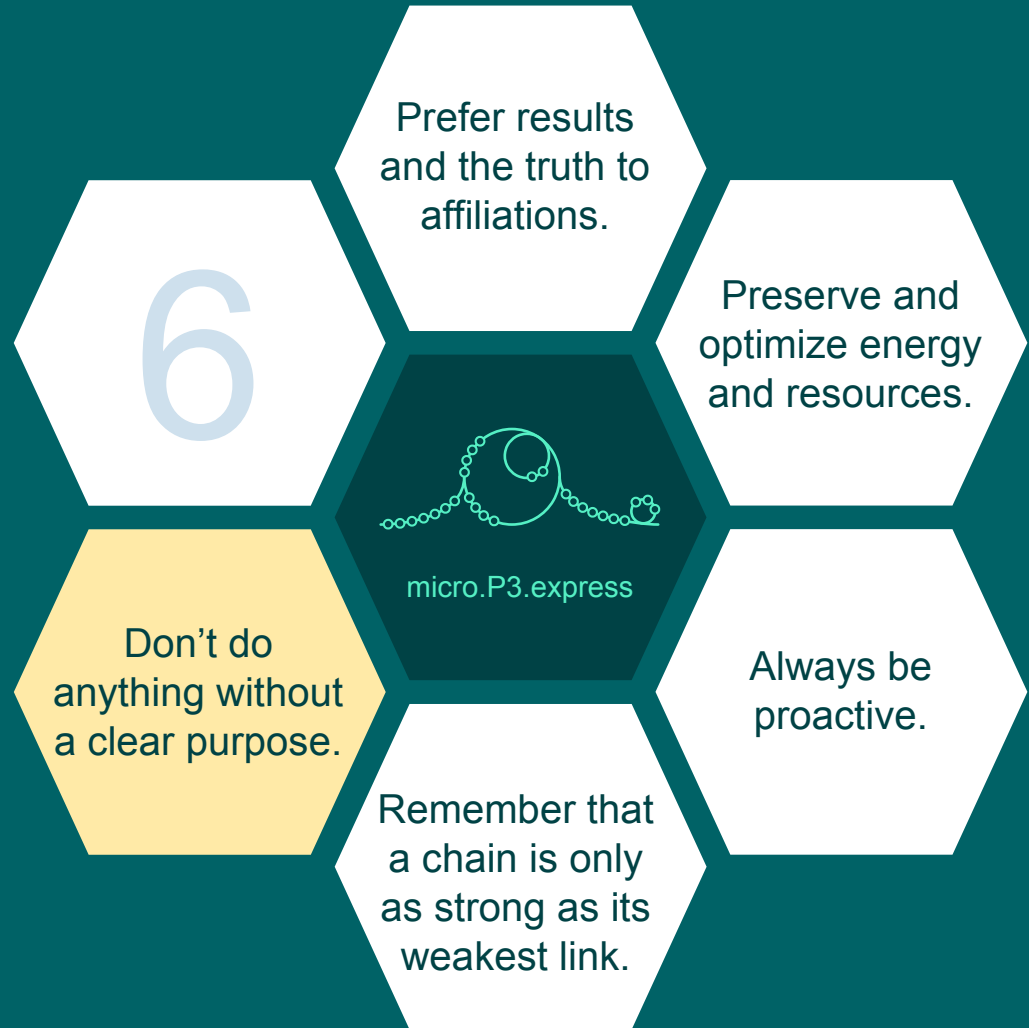 Prefer results
and the truth to
affiliations.
Preserve and
optimize energy
and resources.
Always be
proactive.
Remember that
a chain is only
as strong as its
weakest link.
Don’t do
anything without
a clear purpose.
6
micro.P3.express